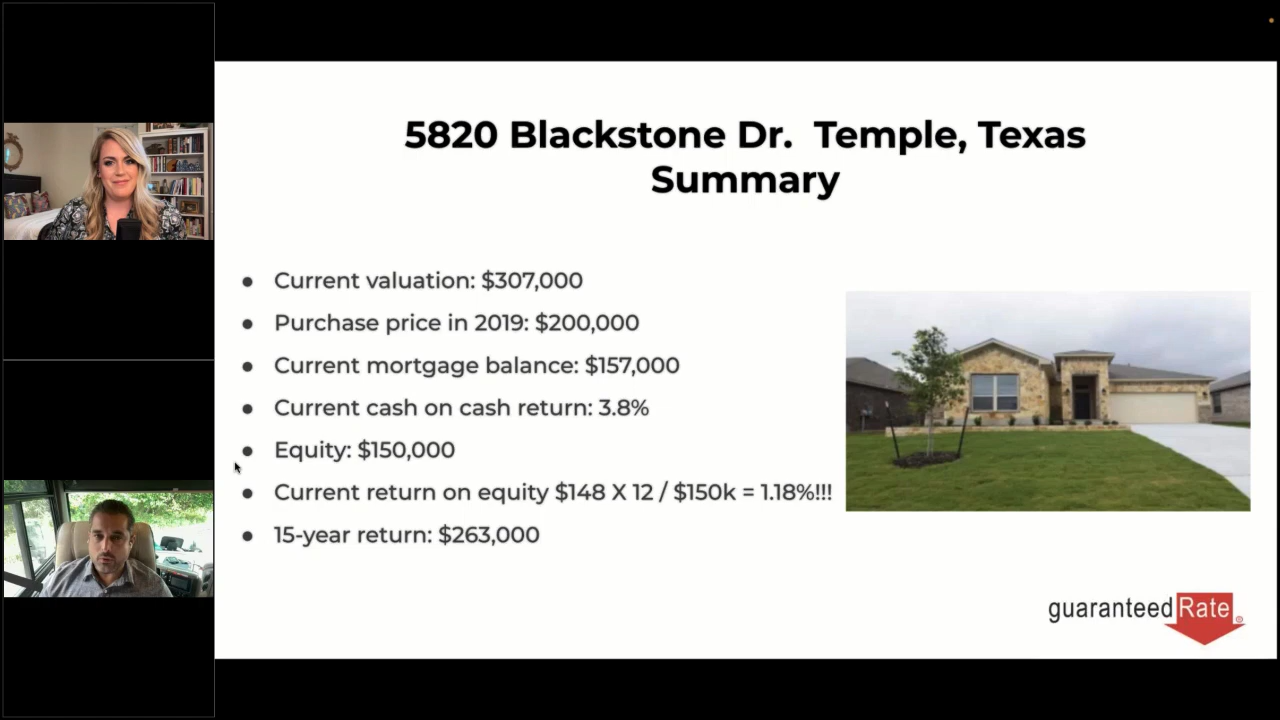 5820 Blackstone Dr. Temple, Texas
Summary
● Current valuation: $307,000
● Purchase price in 2019: $200,000
● Current mortgage balance: $157,000
● Current cash on cash return: 3.8%
● Equity: $150,000
● Current return on equity $148 X 12 / $150k = 1.18%!!!
● 15-year return: $263,000
guaranteed Rate ®